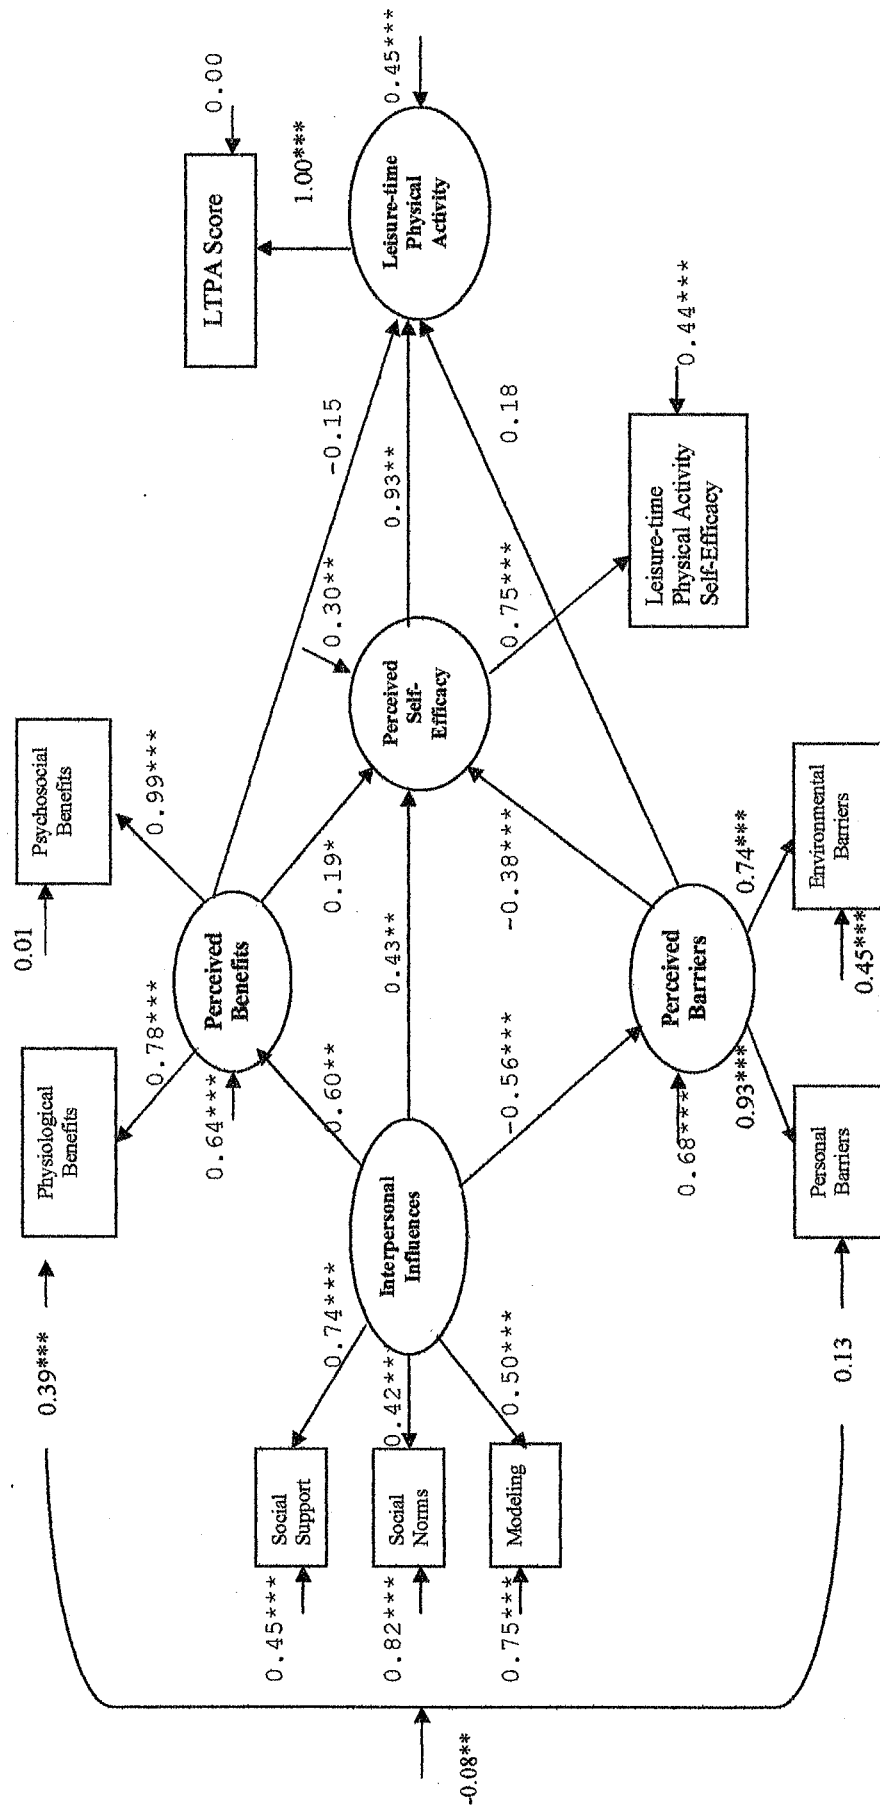 0.39***
Physiological
Benefits
0.78***
0.01
Psychosocial
Benefits
0.99***
0.64***
Perceived
Benefits
0.60**
0.19*
-0.15
LTPA Score
0.00
1.00***
0.45***
Social
Support
0.74***
0.82***
Social
Norms
0.42***
0.75***
Modeling
0.50***
Interpersonal
Influences
0.43**
0.30**
Perceived
Self-
Efficacy
0.93**
Leisure-time
Physical
Activity
0.45***
-0.56***
-0.38***
0.75***
0.18
Leisure-time
Physical Activity
Self-Efficacy
0.44***
0.68***
Perceived
Barriers
0.93***
0.74***
0.13
Personal
Barriers
0.45***
Environmental
Barriers
-0.08**